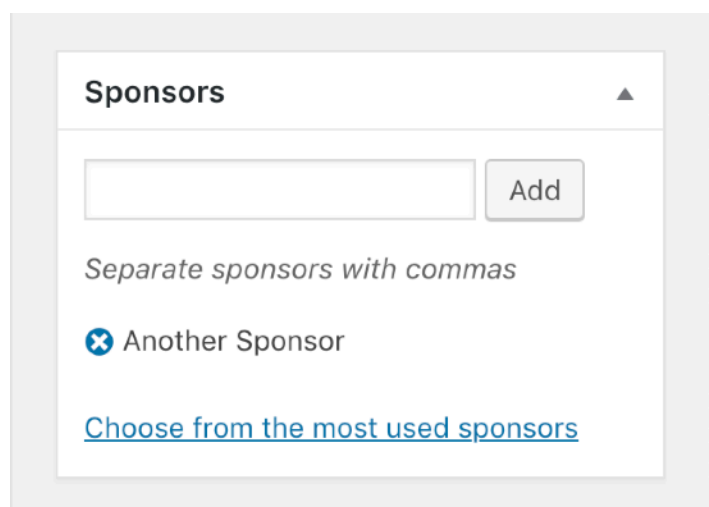 Sponsors
Add
Separate sponsors with commas
Another Sponsor
Choose from the most used sponsors